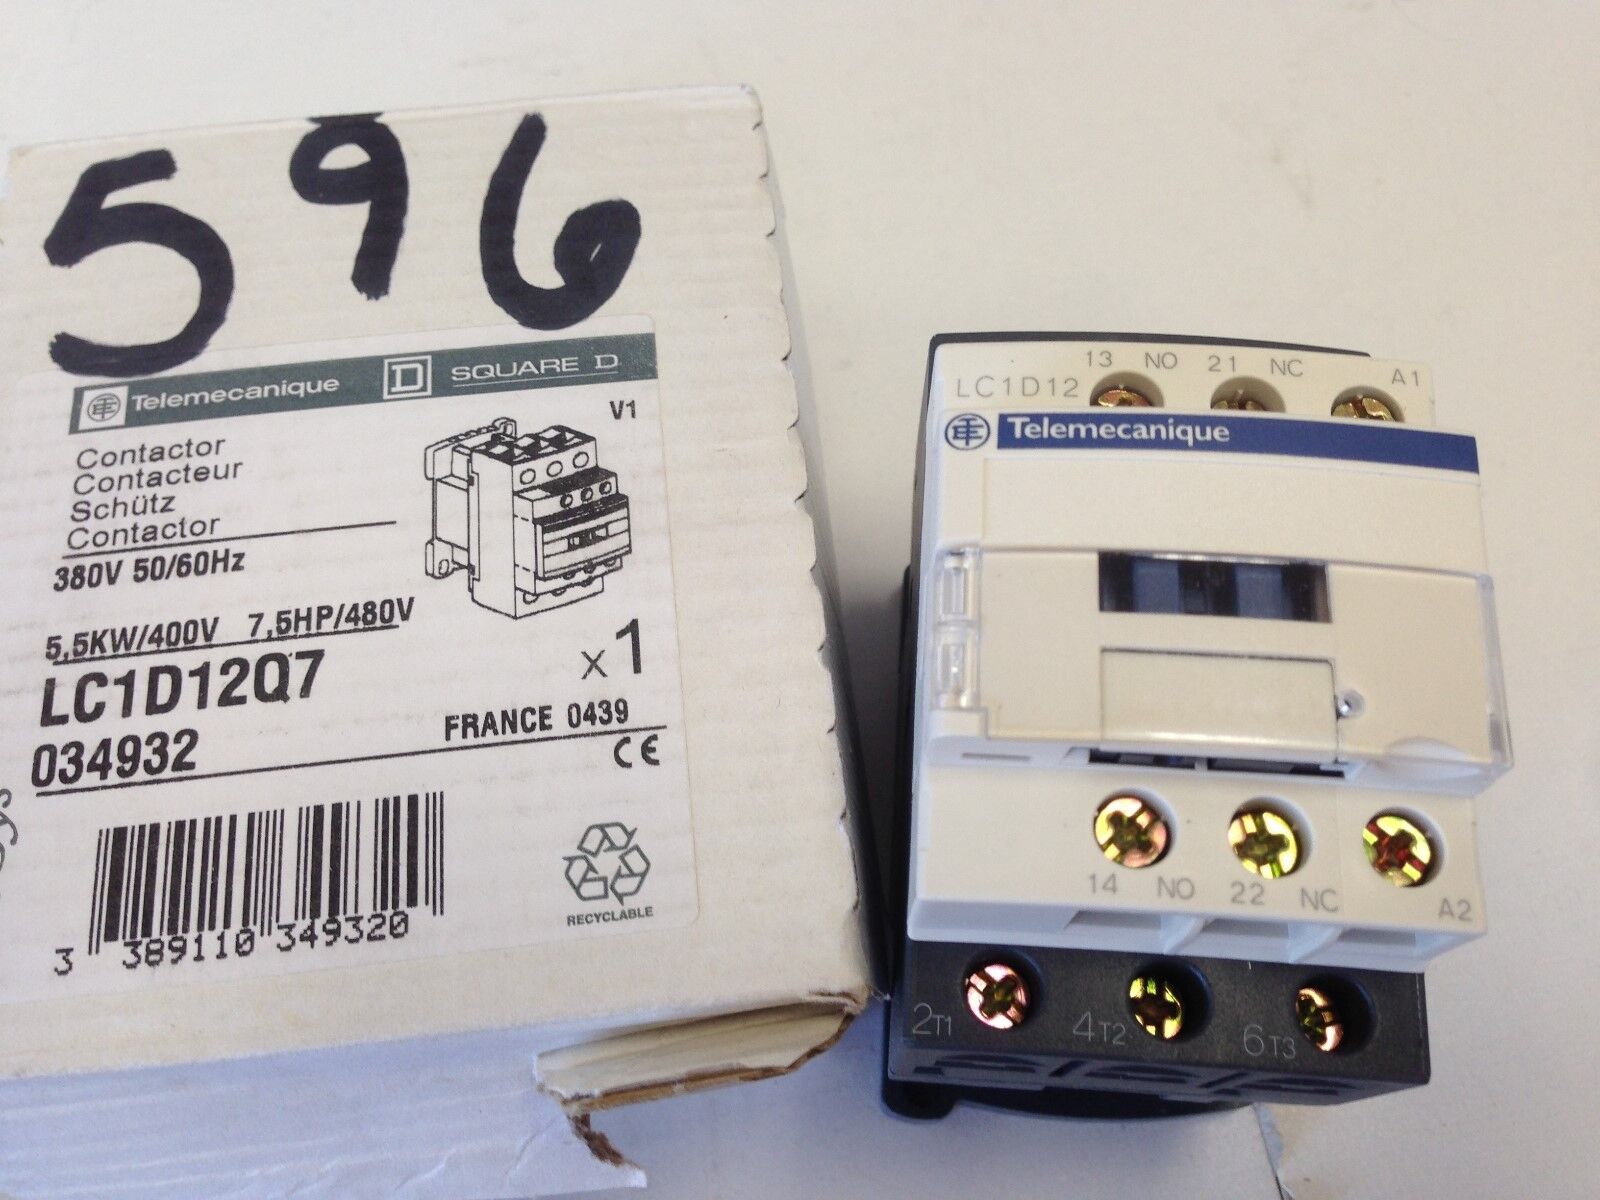 596
Telemecanique D SQUARE D
V1
Contactor
Contacteur
Schütz
Contactor
380V 50/60Hz
5,5KW/400V 7,5HP/480V
LC1D12Q7
x 1
034932
FRANCE 0439
CE
3 389110 349320
RECYCLABLE
13 NO 21 NC A1
LC1D12
Telemecanique
14 NO 22 NC A2
2T1 4T2 6T3